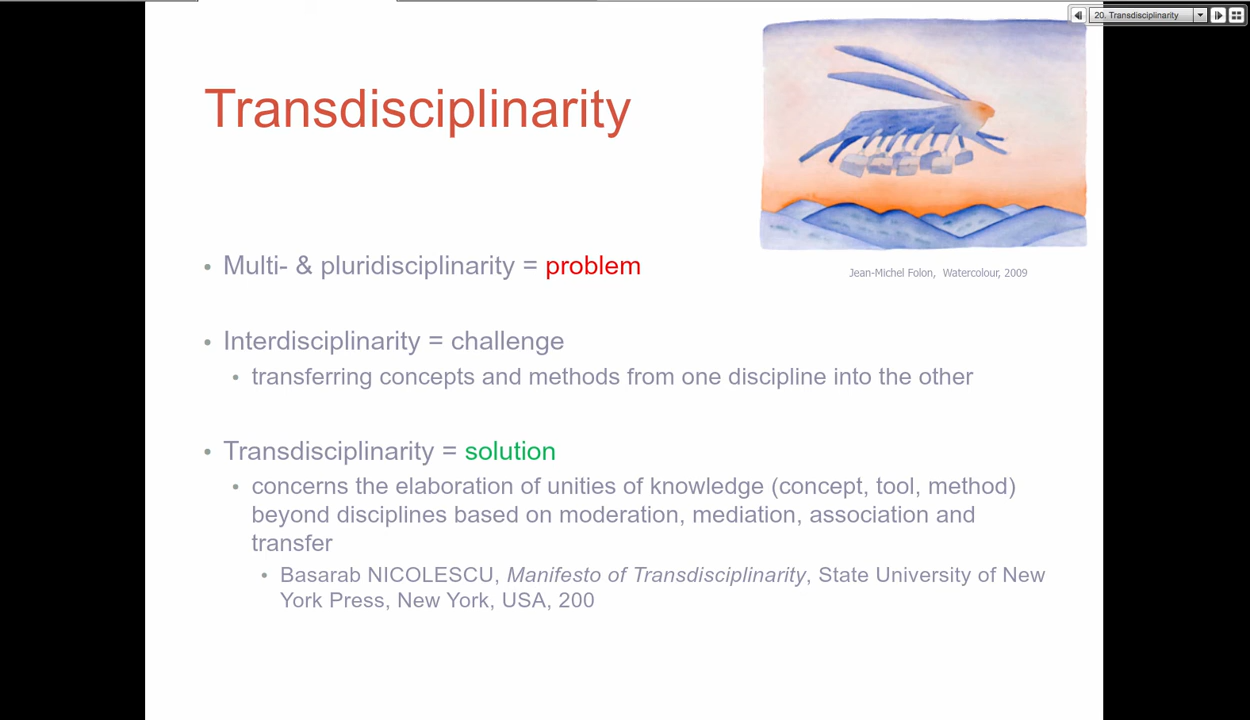 20. Transdisciplinarity
Transdisciplinarity
Jean-Michel Folon, Watercolour, 2009
• Multi- & pluridisciplinarity = problem
• Interdisciplinarity = challenge
• transferring concepts and methods from one discipline into the other
• Transdisciplinarity = solution
• concerns the elaboration of unities of knowledge (concept, tool, method)
beyond disciplines based on moderation, mediation, association and
transfer
• Basarab NICOLESCU, Manifesto of Transdisciplinarity, State University of New
York Press, New York, USA, 200